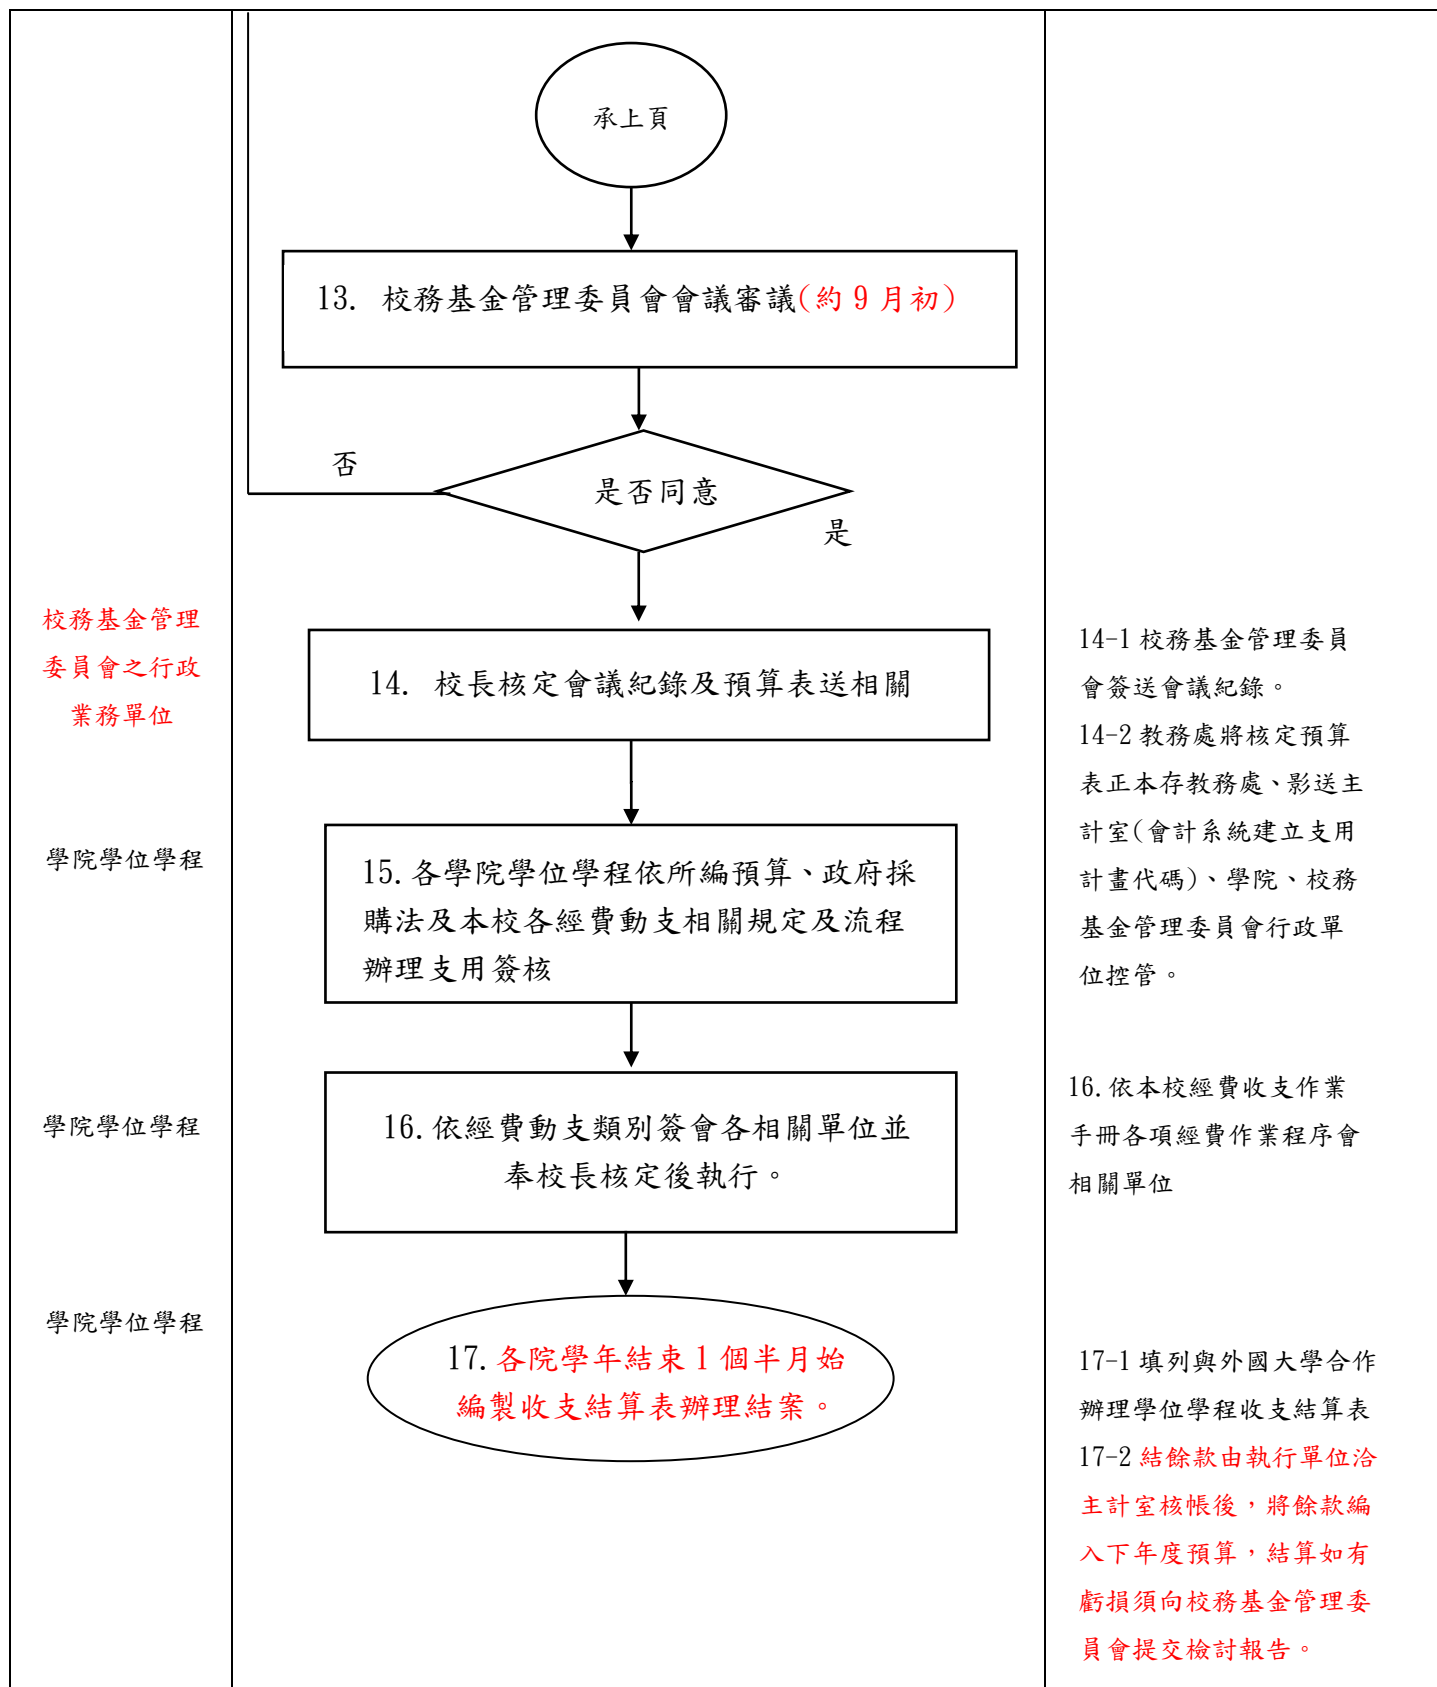 承上頁
13. 校務基金管理委員會會議審議(約 9 月初)
否
是否同意
是
校務基金管理
委員會之行政
業務單位
14. 校長核定會議紀錄及預算表送相關
14-1 校務基金管理委員
會簽送會議紀錄。
14-2 教務處將核定預算
表正本存教務處、影送主
計室(會計系統建立支用
計畫代碼)、學院、校務
基金管理委員會行政單
位控管。
學院學位學程
15.各學院學位學程依所編預算、政府採
購法及本校各經費動支相關規定及流程
辦理支用簽核
學院學位學程
16.依經費動支類別簽會各相關單位並
奉校長核定後執行。
16.依本校經費收支作業
手冊各項經費作業程序會
相關單位
學院學位學程
17.各院學年結束 1 個半月始
編製收支結算表辦理結案。
17-1 填列與外國大學合作
辦理學位學程收支結算表
17-2 結餘款由執行單位洽
主計室核帳後，將餘款編
入下年度預算，結算如有
虧損須向校務基金管理委
員會提交檢討報告。